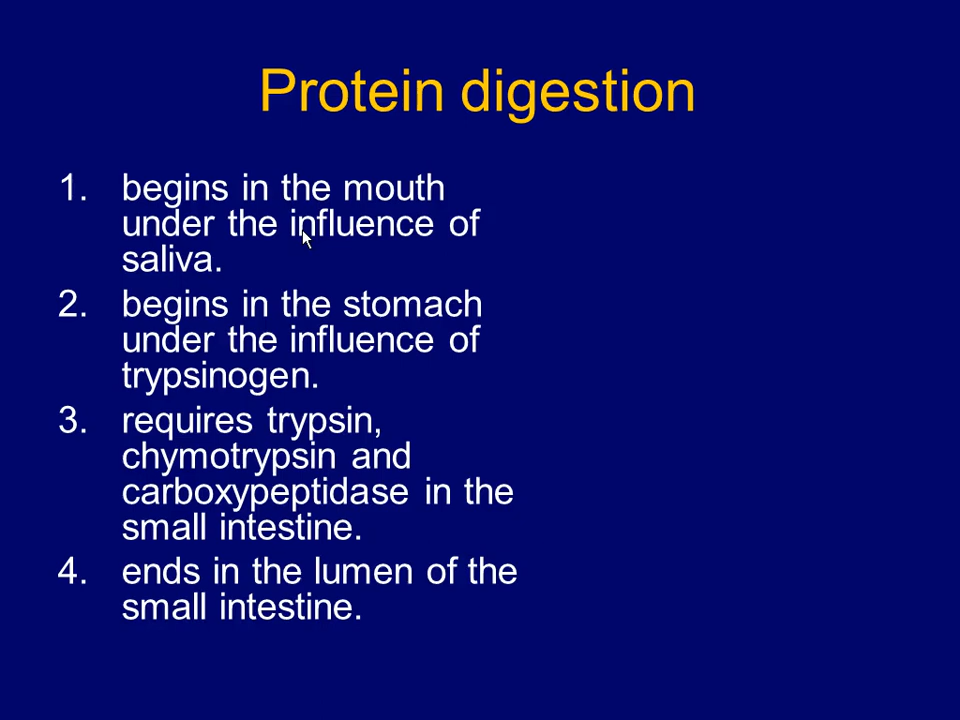 Protein digestion
1. begins in the mouth
under the influence of
saliva.
2. begins in the stomach
under the influence of
trypsinogen.
3. requires trypsin,
chymotrypsin and
carboxypeptidase in the
small intestine.
4. ends in the lumen of the
small intestine.